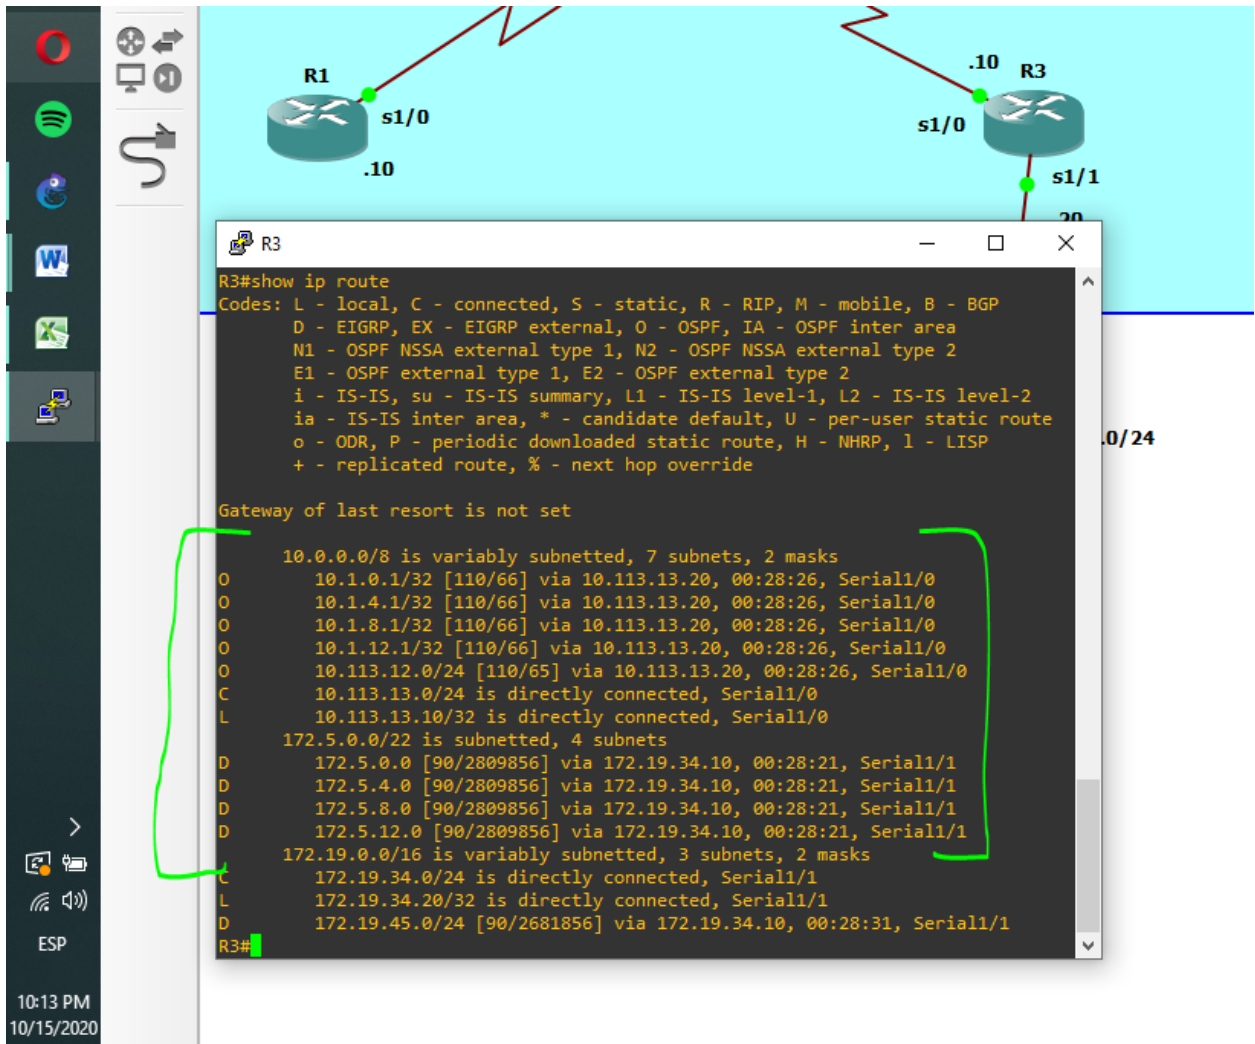 R1
s1/0
.10
.10
R3
s1/0
s1/1
R3
R3#show ip route
Codes: L - local, C - connected, S - static, R - RIP, M - mobile, B - BGP
D - EIGRP, EX - EIGRP external, O - OSPF, IA - OSPF inter area
N1 - OSPF NSSA external type 1, N2 - OSPF NSSA external type 2
E1 - OSPF external type 1, E2 - OSPF external type 2
i - IS-IS, su - IS-IS summary, L1 - IS-IS level-1, L2 - IS-IS level-2
ia - IS-IS inter area, * - candidate default, U - per-user static route
o - ODR, P - periodic downloaded static route, H - NHRP, l - LISP
+ - replicated route, % - next hop override
Gateway of last resort is not set
10.0.0.0/8 is variably subnetted, 7 subnets, 2 masks
O 10.1.0.1/32 [110/66] via 10.113.13.20, 00:28:26, Serial1/0
O 10.1.4.1/32 [110/66] via 10.113.13.20, 00:28:26, Serial1/0
O 10.1.8.1/32 [110/66] via 10.113.13.20, 00:28:26, Serial1/0
O 10.1.12.1/32 [110/66] via 10.113.13.20, 00:28:26, Serial1/0
O 10.113.12.0/24 [110/65] via 10.113.13.20, 00:28:26, Serial1/0
C 10.113.13.0/24 is directly connected, Serial1/0
L 10.113.13.10/32 is directly connected, Serial1/0
172.5.0.0/22 is subnetted, 4 subnets
D 172.5.0.0 [90/2809856] via 172.19.34.10, 00:28:21, Serial1/1
D 172.5.4.0 [90/2809856] via 172.19.34.10, 00:28:21, Serial1/1
D 172.5.8.0 [90/2809856] via 172.19.34.10, 00:28:21, Serial1/1
D 172.5.12.0 [90/2809856] via 172.19.34.10, 00:28:21, Serial1/1
172.19.0.0/16 is variably subnetted, 3 subnets, 2 masks
C 172.19.34.0/24 is directly connected, Serial1/1
L 172.19.34.20/32 is directly connected, Serial1/1
D 172.19.45.0/24 [90/2681856] via 172.19.34.10, 00:28:31, Serial1/1
R3#
.0/24
ESP
10:13 PM
10/15/2020